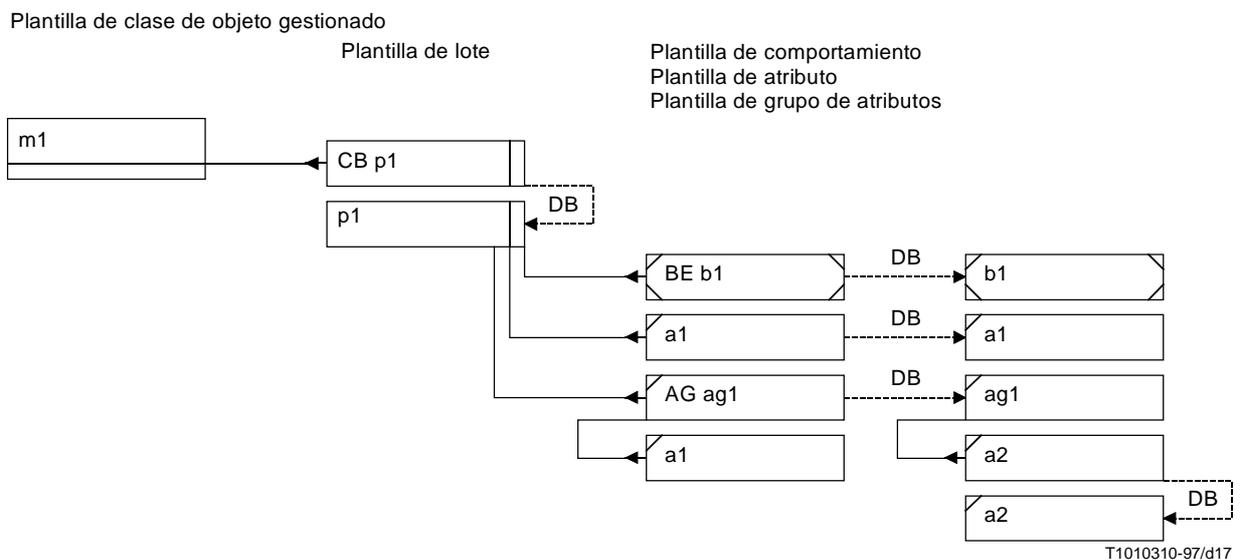 Plantilla de clase de objeto gestionado
Plantilla de lote
Plantilla de comportamiento
Plantilla de atributo
Plantilla de grupo de atributos
m1
CB p1
DB
p1
BE b1
DB
b1
a1
DB
a1
AG ag1
DB
ag1
a1
a2
DB
a2
T1010310-97/d17